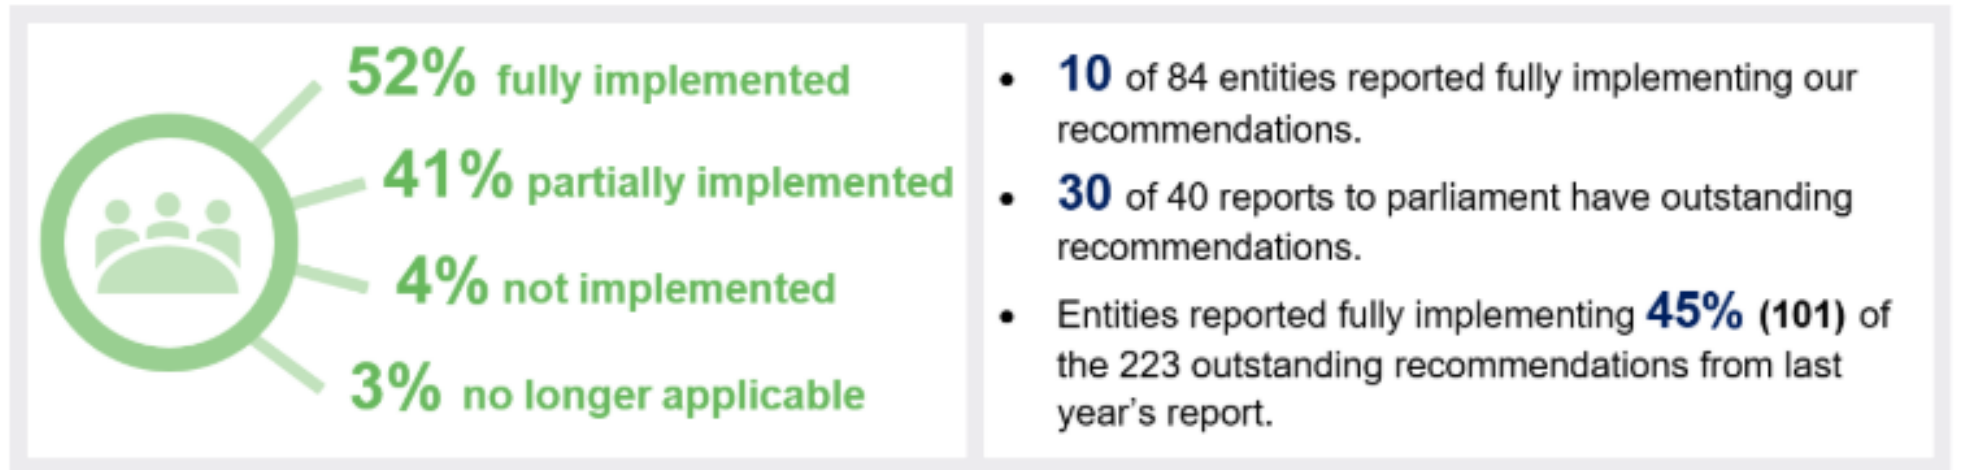 52% fully implemented
41% partially implemented
4% not implemented
3% no longer applicable
• 10 of 84 entities reported fully implementing our
recommendations.
• 30 of 40 reports to parliament have outstanding
recommendations.
• Entities reported fully implementing 45% (101) of
the 223 outstanding recommendations from last
year's report.